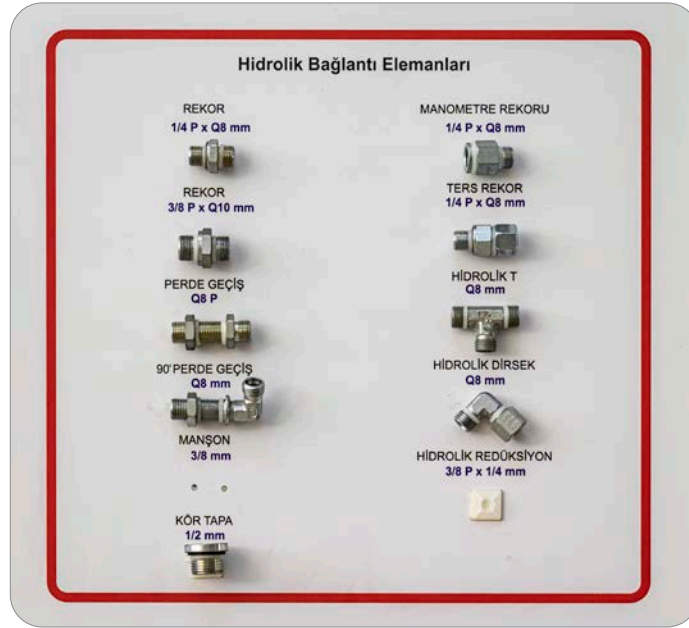 Hidrolik Bağlantı Elemanları
REKOR
1/4 P x Q8 mm
REKOR
3/8 P x Q10 mm
PERDE GEÇİŞ
Q8 P
90°PERDE GEÇİŞ
Q8 mm
MANŞON
3/8 mm
KÖR TAPA
1/2 mm
MANOMETRE REKORU
1/4 P x Q8 mm
TERS REKOR
1/4 P x Q8 mm
HİDROLİK T
Q8 mm
HİDROLİK DİRSEK
Q8 mm
HİDROLİK REDÜKSİYON
3/8 P x 1/4 mm